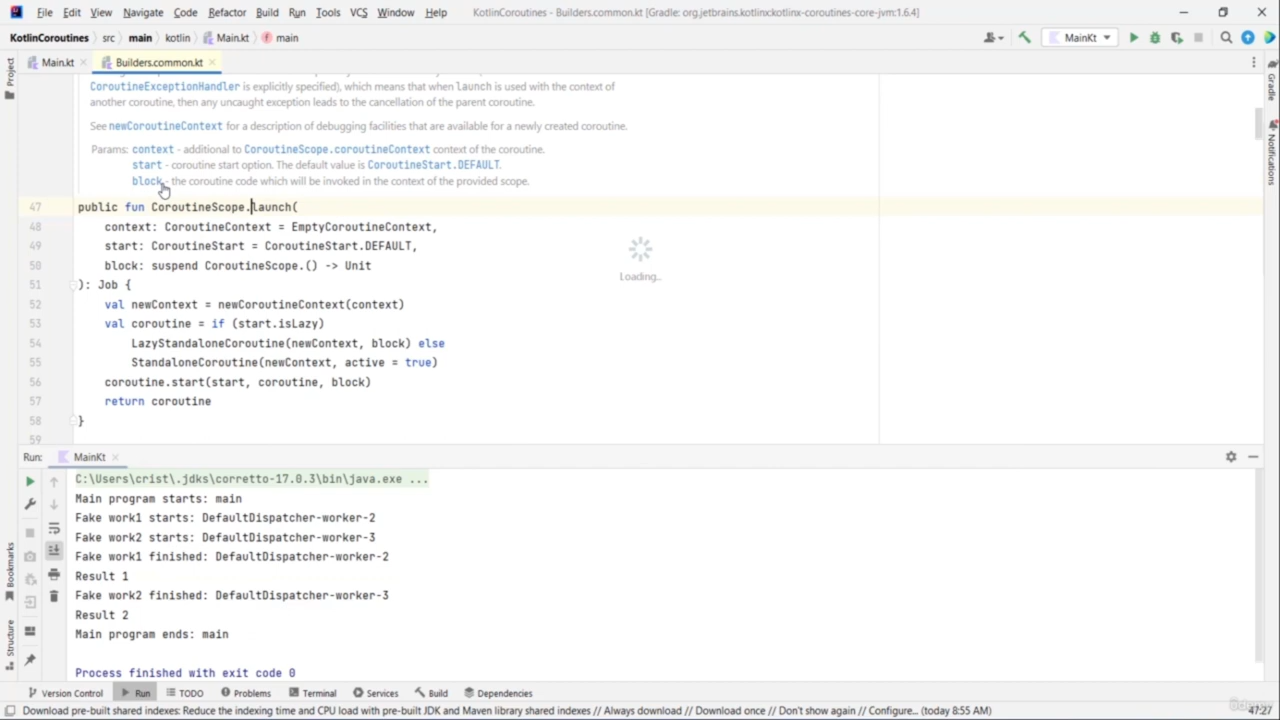 File Edit View Navigate Code Refactor Build Run Tools VCS Window Help KotlinCoroutines - Builders.common.kt [Gradle: org.jetbrains.kotlinx:kotlinx-coroutines-core-jvm:1.6.4]
KotlinCoroutines src main kotlin Main.kt main MainKt
Main.kt Builders.common.kt
Project
Gradle
Notifications
CoroutineExceptionHandler is explicitly specified), which means that when launch is used with the context of
another coroutine, then any uncaught exception leads to the cancellation of the parent coroutine.
See newCoroutineContext for a description of debugging facilities that are available for a newly created coroutine.
Params: context - additional to CoroutineScope.coroutineContext context of the coroutine.
start - coroutine start option. The default value is CoroutineStart.DEFAULT.
block - the coroutine code which will be invoked in the context of the provided scope.
47 public fun CoroutineScope.launch(
48 context: CoroutineContext = EmptyCoroutineContext,
49 start: CoroutineStart = CoroutineStart.DEFAULT,
50 block: suspend CoroutineScope.() -> Unit
51 ): Job {
52 val newContext = newCoroutineContext(context)
53 val coroutine = if (start.isLazy)
54 LazyStandaloneCoroutine(newContext, block) else
55 StandaloneCoroutine(newContext, active = true)
56 coroutine.start(start, coroutine, block)
57 return coroutine
58 }
59
Loading..
Run: MainKt
C:\Users\crist\.jdks\corretto-17.0.3\bin\java.exe ...
Main program starts: main
Fake work1 starts: DefaultDispatcher-worker-2
Fake work2 starts: DefaultDispatcher-worker-3
Fake work1 finished: DefaultDispatcher-worker-2
Result 1
Fake work2 finished: DefaultDispatcher-worker-3
Result 2
Main program ends: main
Process finished with exit code 0
Bookmarks
Structure
Version Control Run TODO Problems Terminal Services Build Dependencies
Download pre-built shared indexes: Reduce the indexing time and CPU load with pre-built JDK and Maven library shared indexes // Always download // Download once // Don't show again // Configure... (today 8:55 AM) 47:27